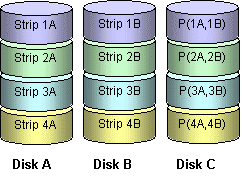 Strip 1A Strip 1B P(1A,1B)
Strip 2A Strip 2B P(2A,2B)
Strip 3A Strip 3B P(3A,3B)
Strip 4A Strip 4B P(4A,4B)
Disk A Disk B Disk C